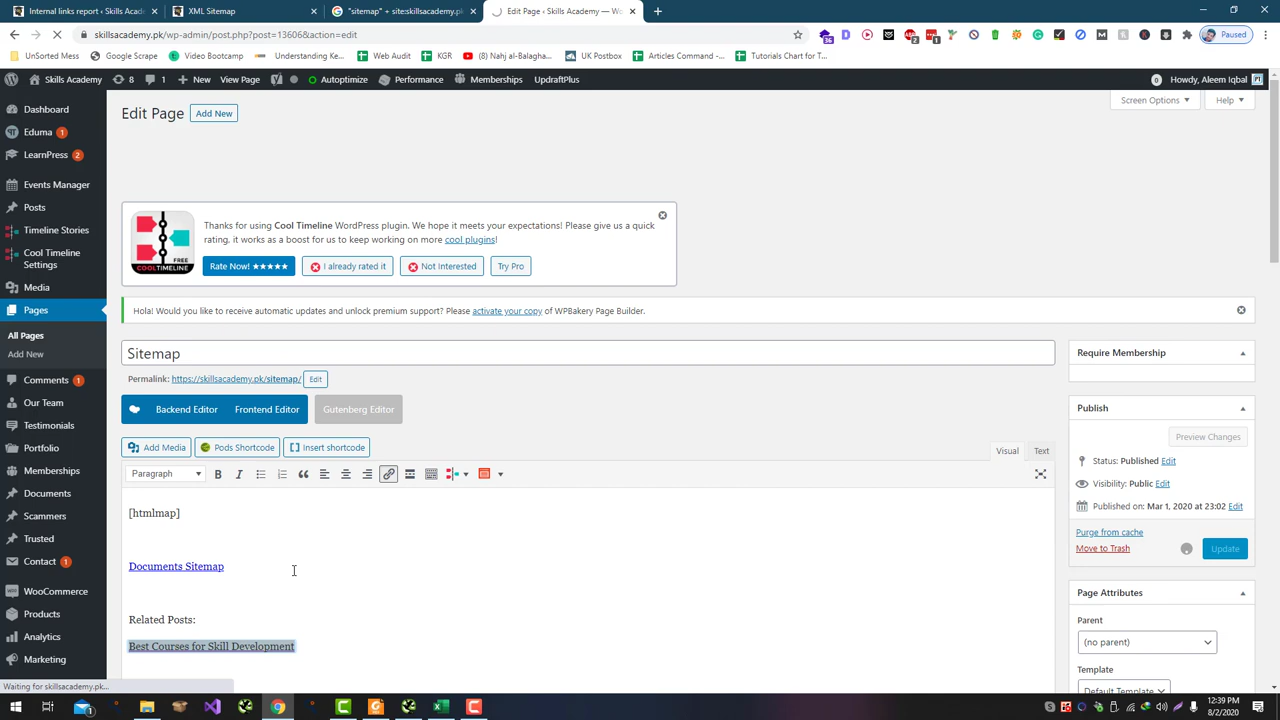 Internal links report ‹ Skills Acad
XML Sitemap
"sitemap" + site:skillsacademy.pk
Edit Page ‹ Skills Academy — Wo
skillsacademy.pk/wp-admin/post.php?post=13606&action=edit
Paused
UnSorted Mess
Google Scrape
Video Bootcamp
Understanding Ke...
Web Audit
KGR
Nahj al-Balagha...
UK Postbox
Articles Command -...
Tutorials Chart for T...
Skills Academy
8
1
New
View Page
Autoptimize
Performance
Memberships
UpdraftPlus
0
Howdy, Aleem Iqbal
Screen Options
Help
Dashboard
Eduma 1
LearnPress 2
Events Manager
Posts
Timeline Stories
Cool Timeline
Settings
Media
Pages
All Pages
Add New
Comments 1
Our Team
Testimonials
Portfolio
Memberships
Documents
Scammers
Trusted
Contact 1
WooCommerce
Products
Analytics
Marketing
Edit Page
Add New
FREE
COOLTIMELINE
Thanks for using Cool Timeline WordPress plugin. We hope it meets your expectations! Please give us a quick
rating, it works as a boost for us to keep working on more cool plugins!
Rate Now! ★★★★★
I already rated it
Not Interested
Try Pro
Hola! Would you like to receive automatic updates and unlock premium support? Please activate your copy of WPBakery Page Builder.
Sitemap
Permalink: https://skillsacademy.pk/sitemap/
Edit
Backend Editor
Frontend Editor
Gutenberg Editor
Add Media
Pods Shortcode
Insert shortcode
Visual
Text
Paragraph
[htmlmap]
Documents Sitemap
Related Posts:
Best Courses for Skill Development
Require Membership
Publish
Preview Changes
Status: Published Edit
Visibility: Public Edit
Published on: Mar 1, 2020 at 23:02 Edit
Purge from cache
Move to Trash
Update
Page Attributes
Parent
(no parent)
Template
Default Template
Waiting for skillsacademy.pk...
12:39 PM
8/2/2020